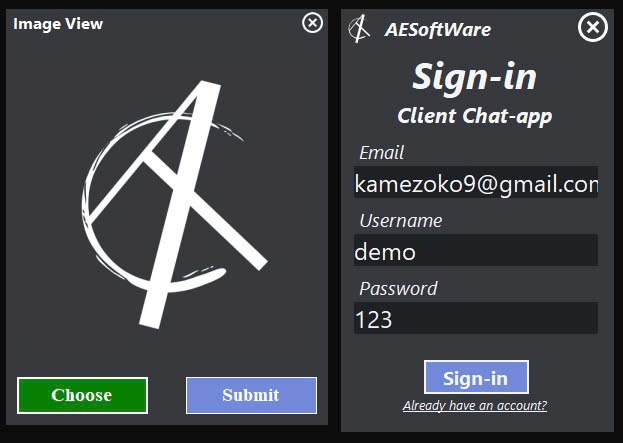 Image View
Choose
Submit
AESoftWare
Sign-in
Client Chat-app
Email
kamezoko9@gmail.com
Username
demo
Password
123
Sign-in
Already have an account?